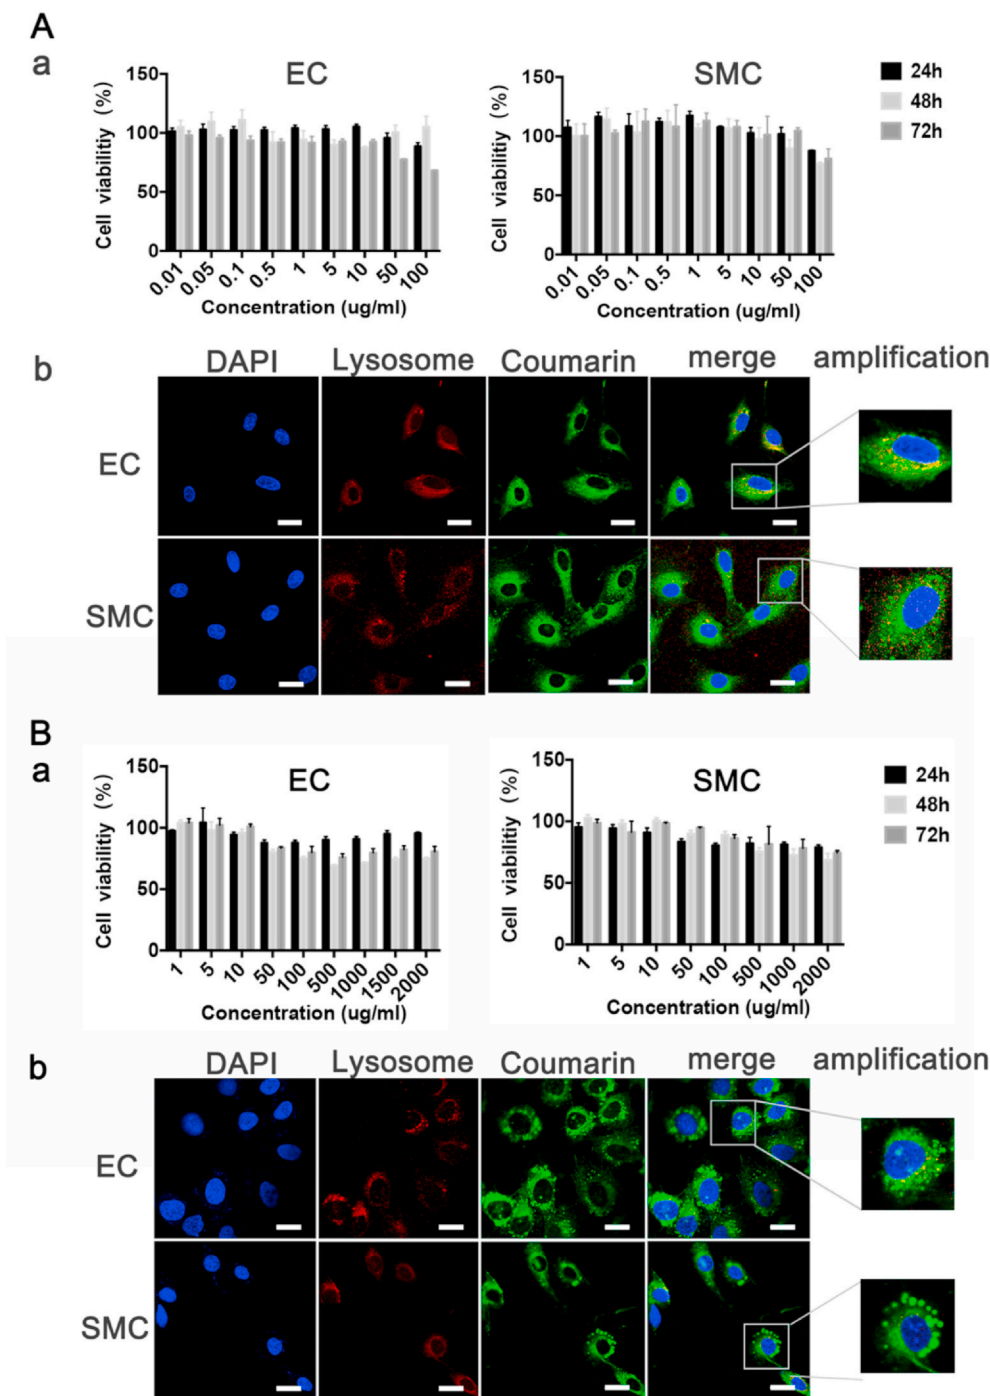 A
a
EC
SMC
24h
48h
72h
150
100
50
0
Cell viability (%)
0.01 0.05 0.1 0.5 1 5 10 50 100
Concentration (ug/ml)
150
100
50
0
Cell viability (%)
0.01 0.05 0.1 0.5 1 5 10 50 100
Concentration (ug/ml)
b
DAPI Lysosome Coumarin merge amplification
EC
SMC
B
a
EC
SMC
24h
48h
72h
150
100
50
0
Cell viabilitiy (%)
1 5 10 50 100 500 1000 1500 2000
Concentration (ug/ml)
150
100
50
0
Cell viability (%)
1 5 10 50 100 500 1000 2000
Concentration (ug/ml)
b
DAPI Lysosome Coumarin merge amplification
EC
SMC